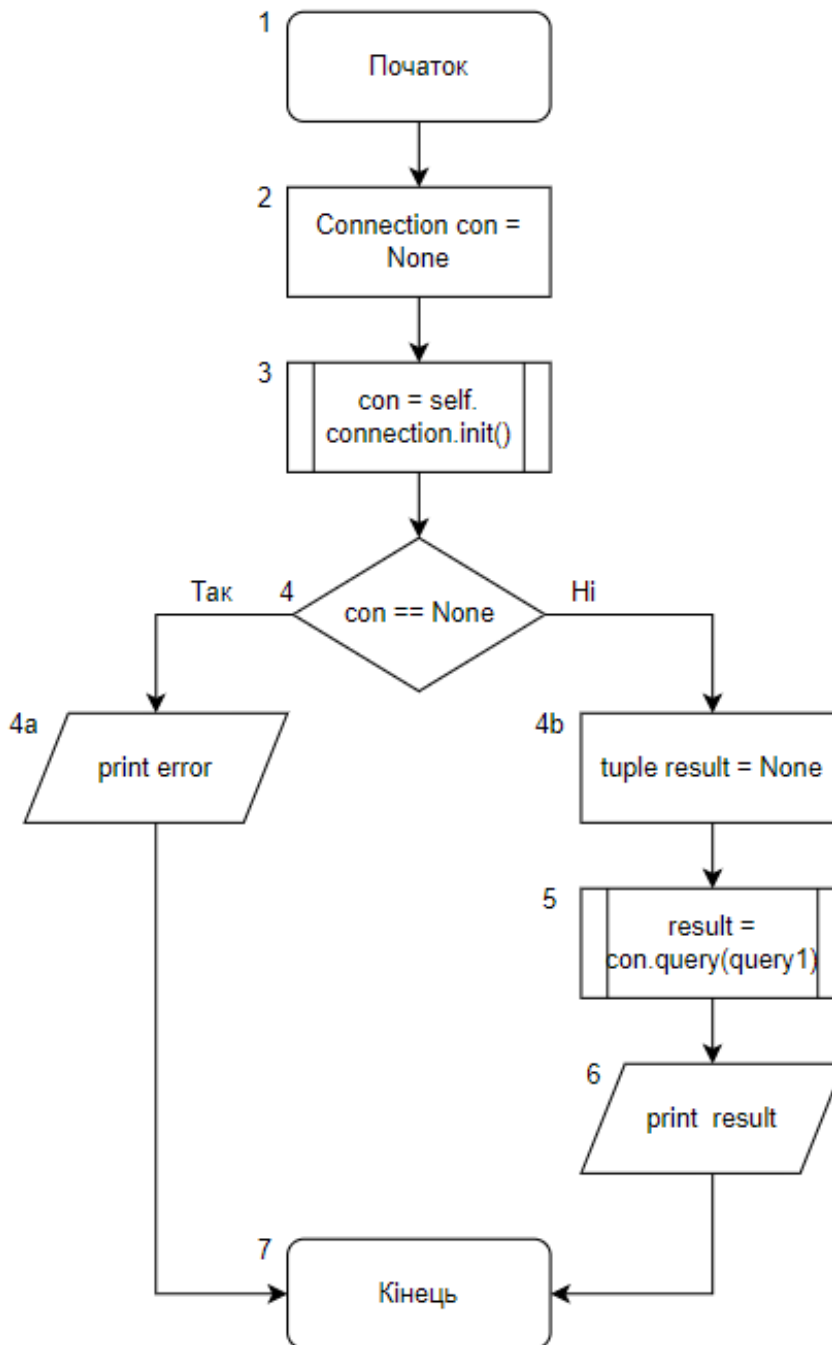 1
Початок
2
Connection con =
None
3
con = self.
connection.init()
Так
4
con == None
Ні
4a
print error
4b
tuple result = None
5
result =
con.query(query1)
6
print result
7
Кінець